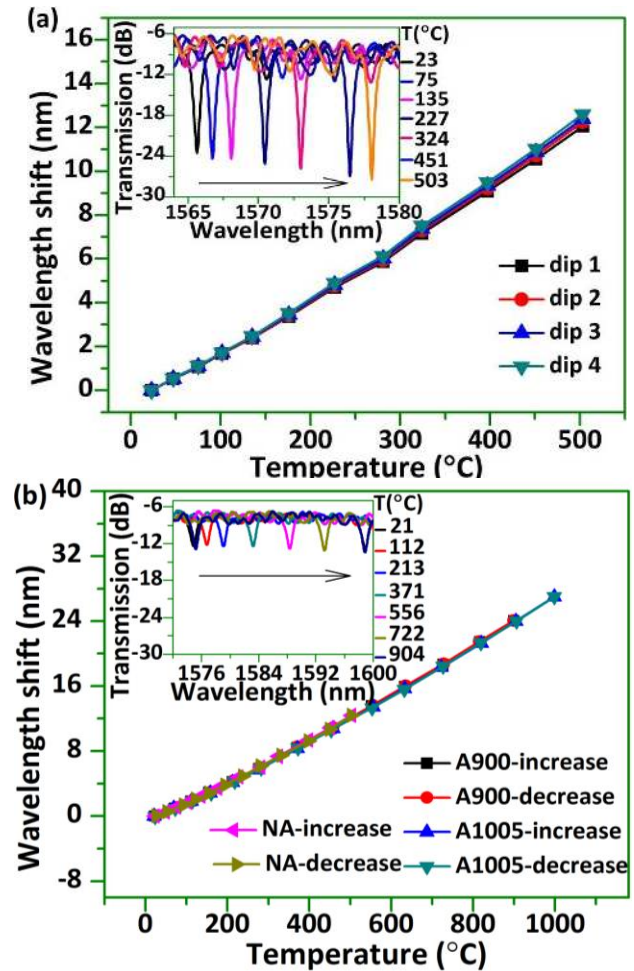 (a)
Wavelength shift (nm)
16
14
12
10
8
6
4
2
0
Transmission (dB)
-6
-12
-18
-24
-30
1565 1570 1575 1580
Wavelength (nm)
T(°C)
23
75
135
227
324
451
503
dip 1
dip 2
dip 3
dip 4
0 100 200 300 400 500
Temperature (°C)
(b)
Wavelength shift (nm)
40
32
24
16
8
0
-8
Transmission (dB)
-6
-12
-18
-24
-30
1576 1584 1592 1600
Wavelength (nm)
T(°C)
21
112
213
371
556
722
904
A900-increase
A900-decrease
NA-increase
A1005-increase
NA-decrease
A1005-decrease
0 200 400 600 800 1000
Temperature (°C)